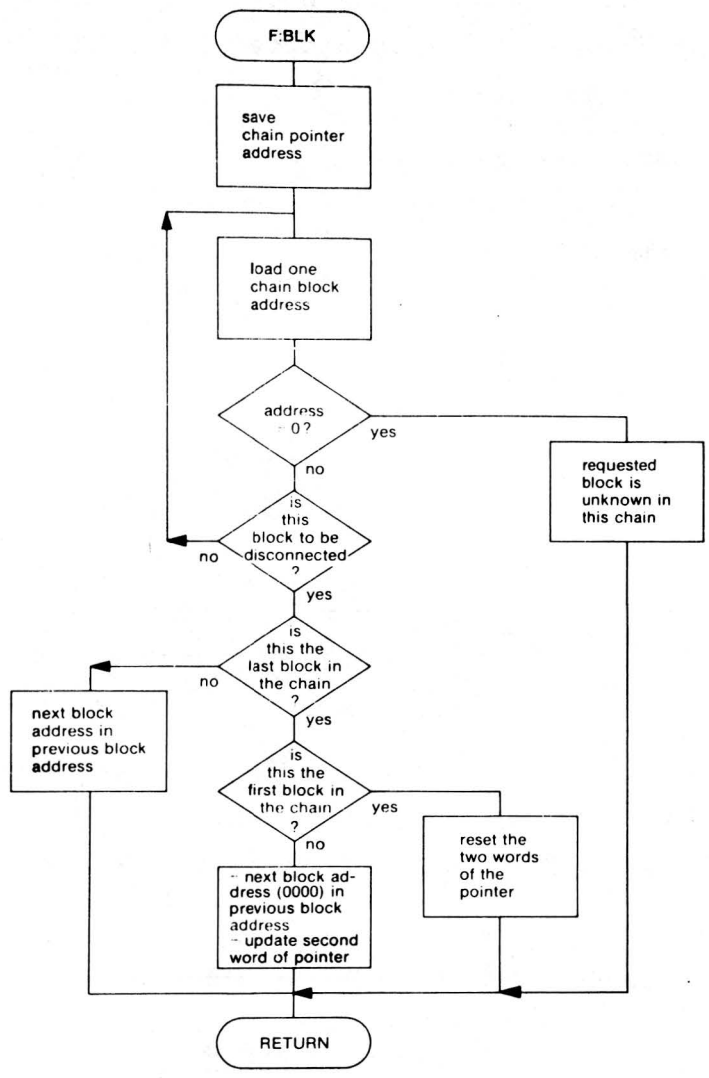 F:BLK
save
chain pointer
address
load one
chain block
address
address
= 0?
yes
no
requested
block is
unknown in
this chain
is
this
block to be
disconnected
?
no
yes
is
this the
last block in
the chain
?
no
yes
next block
address in
previous block
address
is
this the
first block in
the chain
?
yes
no
reset the
two words
of the
pointer
- next block ad-
dress (0000) in
previous block
address
- update second
word of pointer
RETURN